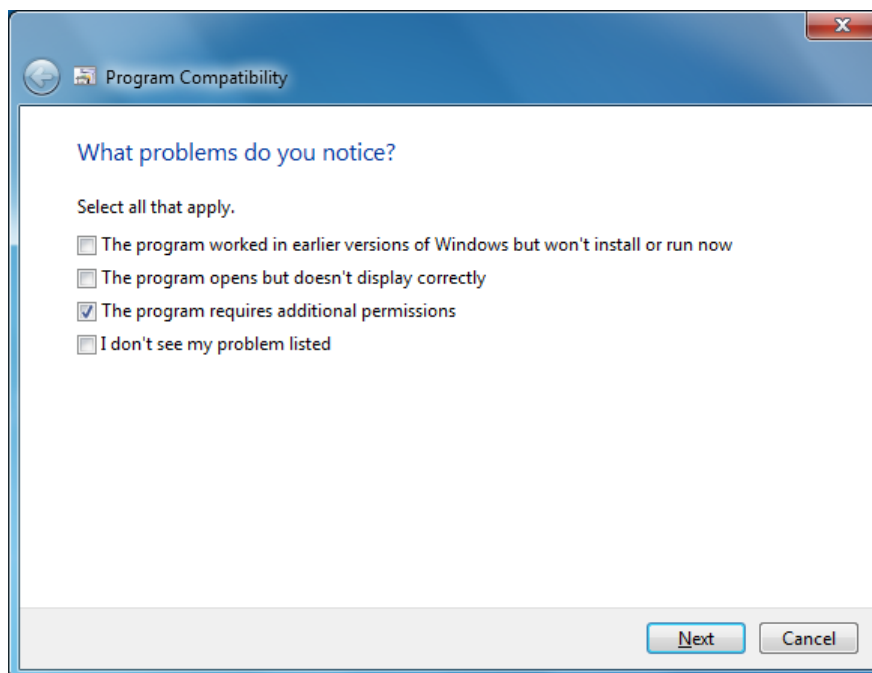 Program Compatibility
What problems do you notice?
Select all that apply.
The program worked in earlier versions of Windows but won't install or run now
The program opens but doesn't display correctly
The program requires additional permissions
I don't see my problem listed
Next
Cancel